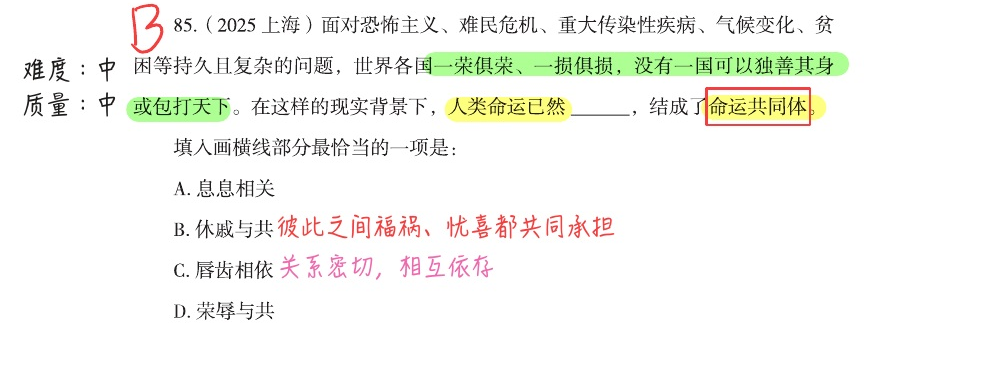 B 85.（2025 上海）面对恐怖主义、难民危机、重大传染性疾病、气候变化、贫
难度：中 困等持久且复杂的问题，世界各国一荣俱荣、一损俱损，没有一国可以独善其身
质量：中 或包打天下。在这样的现实背景下，人类命运已然______，结成了命运共同体。
填入画横线部分最恰当的一项是：
A. 息息相关
B. 休戚与共 彼此之间福祸、忧喜都共同承担
C. 唇齿相依 关系密切，相互依存
D. 荣辱与共